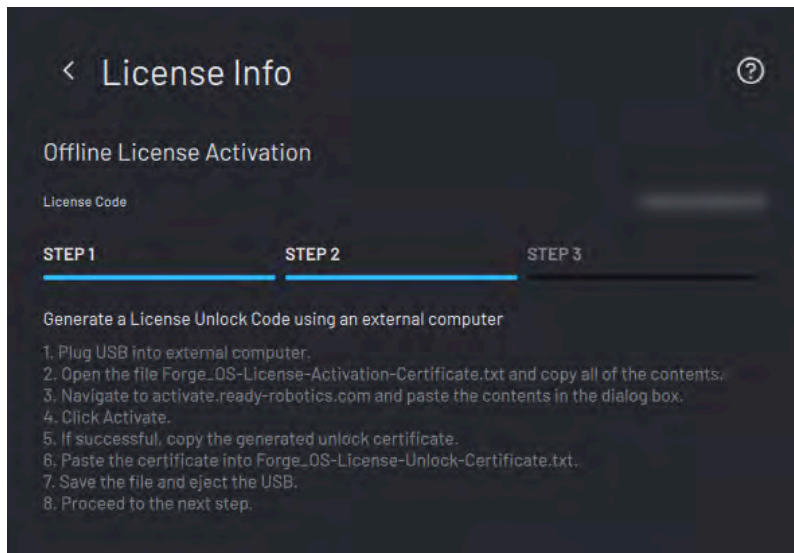 License Info
Offline License Activation
License Code
STEP 1 STEP 2 STEP 3
Generate a License Unlock Code using an external computer
1. Plug USB into external computer.
2. Open the file Forge_OS-License-Activation-Certificate.txt and copy all of the contents.
3. Navigate to activate.ready-robotics.com and paste the contents in the dialog box.
4. Click Activate.
5. If successful, copy the generated unlock certificate.
6. Paste the certificate into Forge_OS-License-Unlock-Certificate.txt.
7. Save the file and eject the USB.
8. Proceed to the next step.